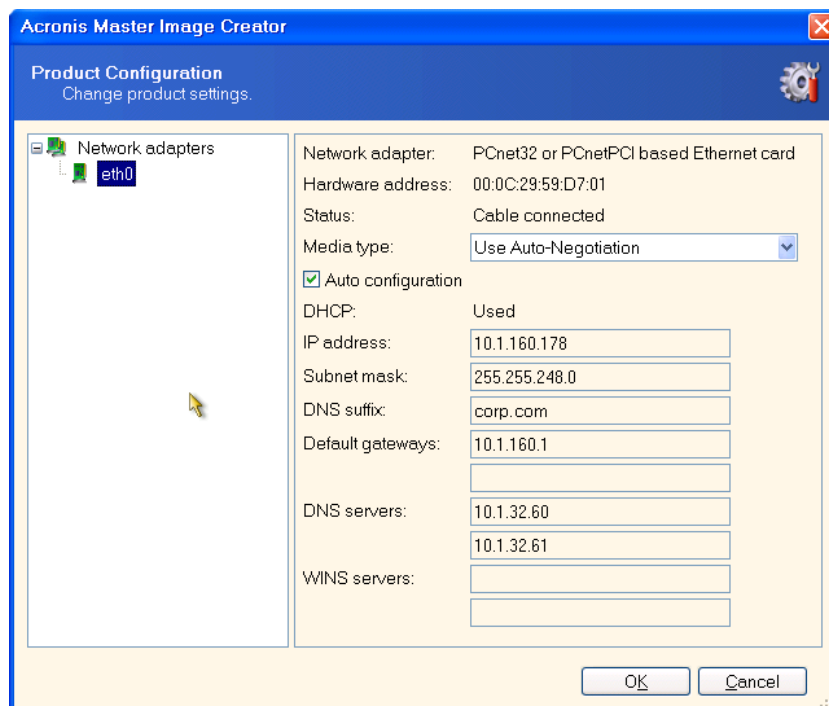 Acronis Master Image Creator
Product Configuration
Change product settings.
Network adapters
eth0
Network adapter: PCnet32 or PCnetPCI based Ethernet card
Hardware address: 00:0C:29:59:D7:01
Status: Cable connected
Media type: Use Auto-Negotiation
Auto configuration
DHCP: Used
IP address: 10.1.160.178
Subnet mask: 255.255.248.0
DNS suffix: corp.com
Default gateways: 10.1.160.1
DNS servers: 10.1.32.60
10.1.32.61
WINS servers:
OK Cancel